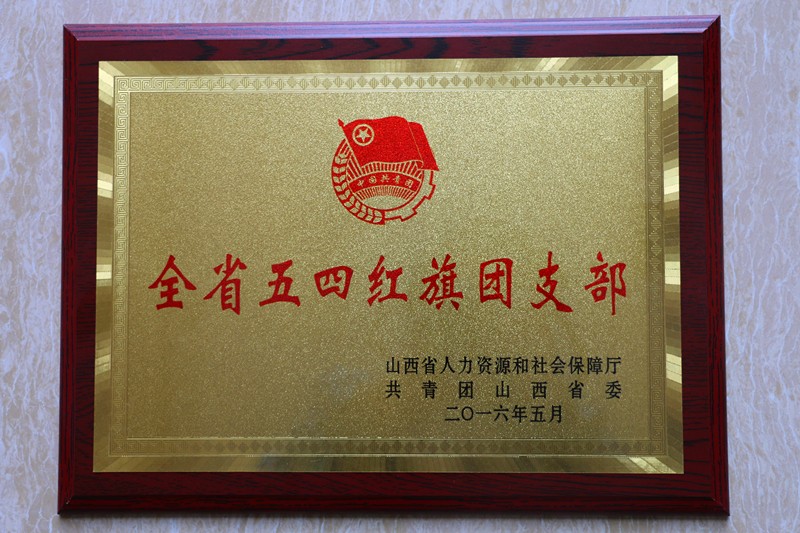 中国共青团
全省五四红旗团支部
山西省人力资源和社会保障厅
共青团山西省委
二〇一六年五月